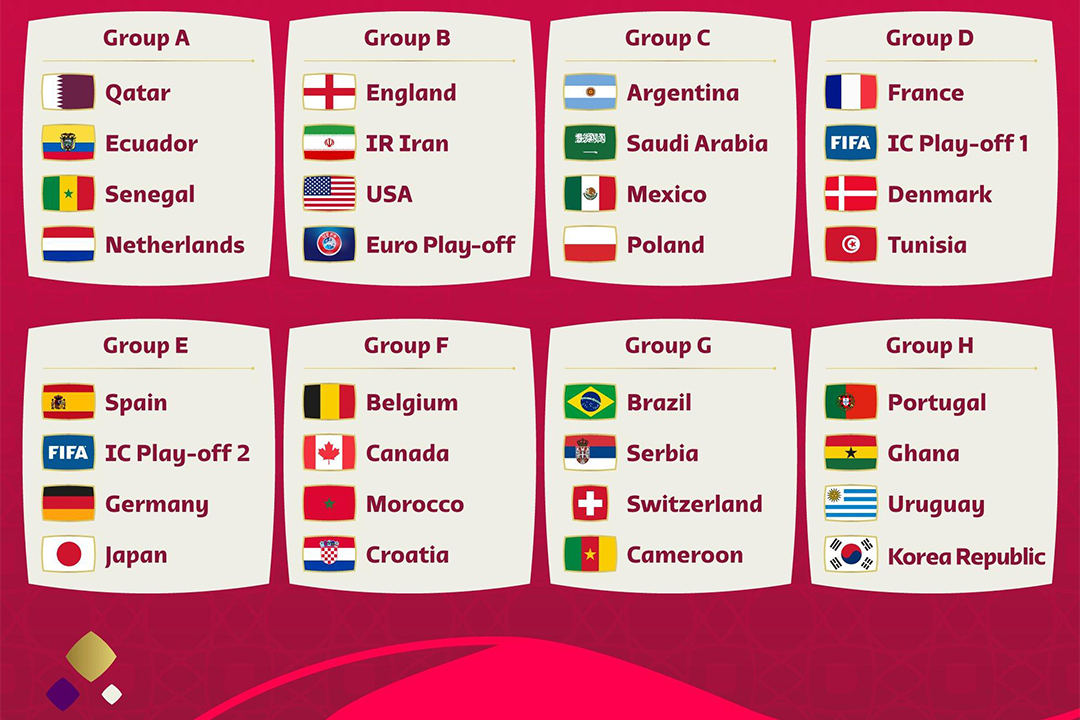 Group A
Qatar
Ecuador
Senegal
Netherlands
Group B
England
IR Iran
USA
Euro Play-off
Group C
Argentina
Saudi Arabia
Mexico
Poland
Group D
France
FIFA IC Play-off 1
Denmark
Tunisia
Group E
Spain
FIFA IC Play-off 2
Germany
Japan
Group F
Belgium
Canada
Morocco
Croatia
Group G
Brazil
Serbia
Switzerland
Cameroon
Group H
Portugal
Ghana
Uruguay
Korea Republic